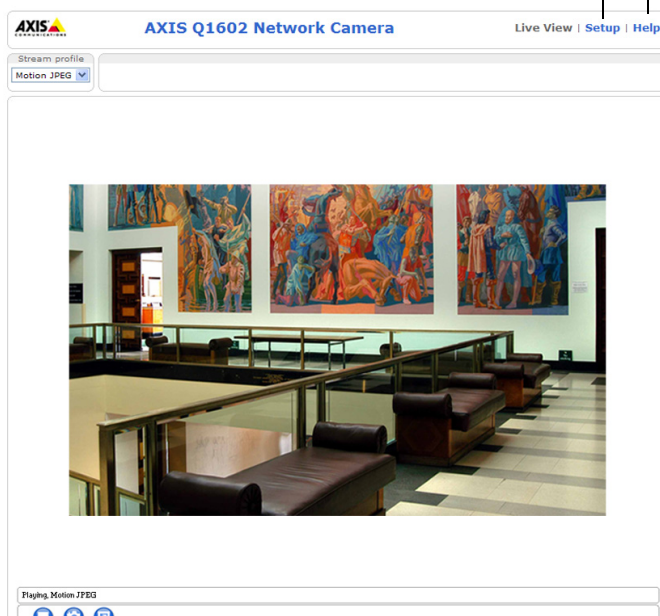 AXIS
COMMUNICATIONS
AXIS Q1602 Network Camera
Live View | Setup | Help
Stream profile
Motion JPEG
Playing, Motion JPEG